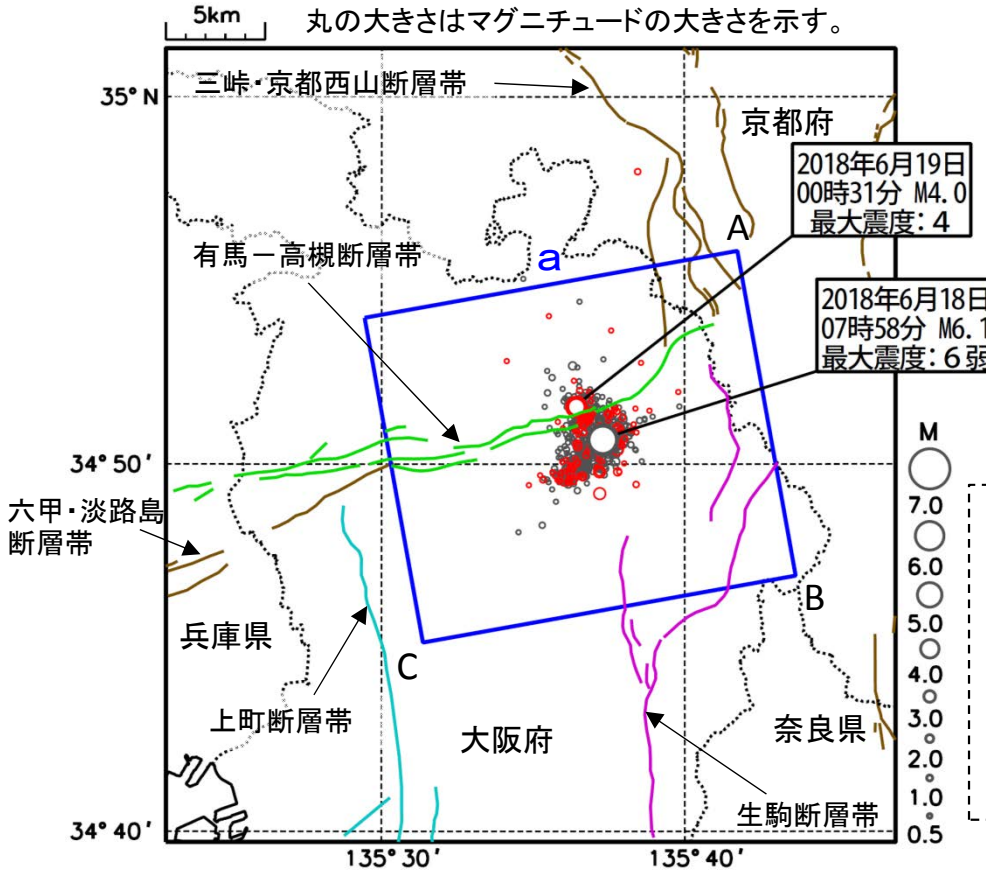 5km
丸の大きさはマグニチュードの大きさを示す。
三峠・京都西山断層帯
35° N
京都府
2018年6月19日
00時31分 M4.0
最大震度：4
A
有馬－高槻断層帯
a
2018年6月18日
07時58分 M6.1
最大震度：6弱
34° 50′
M
7.0
6.0
5.0
4.0
3.0
2.0
1.0
0.5
六甲・淡路島
断層帯
B
兵庫県
C
上町断層帯
大阪府
奈良県
生駒断層帯
34° 40′
135° 30′
135° 40′